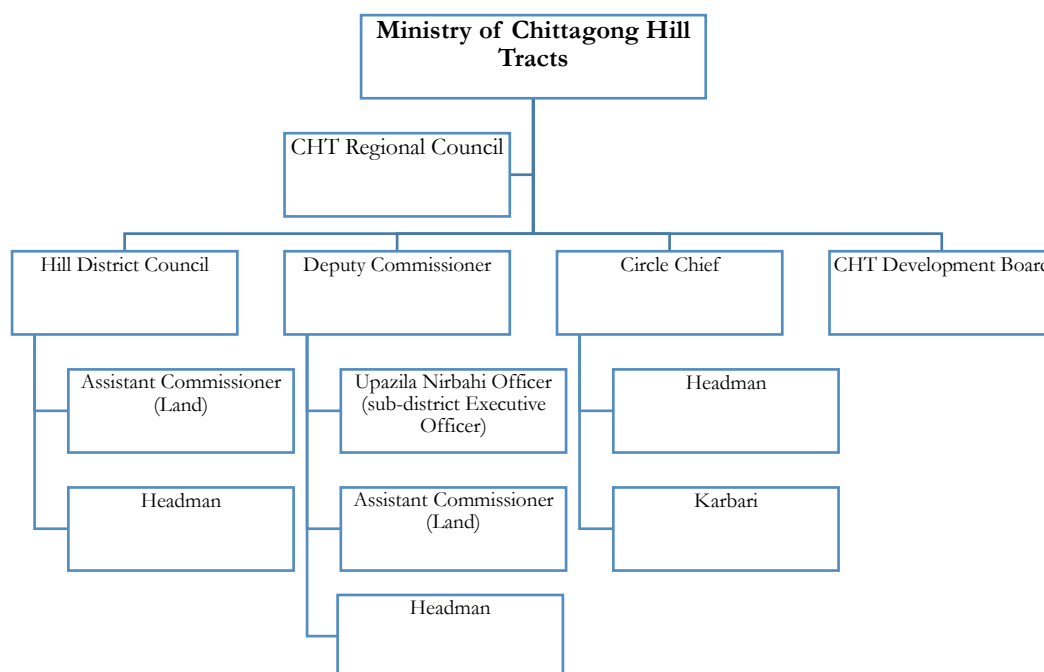 Ministry of Chittagong Hill
Tracts
CHT Regional Council
Hill District Council
Deputy Commissioner
Circle Chief
CHT Development Board
Assistant Commissioner
(Land)
Upazila Nirbahi Officer
(sub-district Executive
Officer)
Headman
Headman
Assistant Commissioner
(Land)
Karbari
Headman